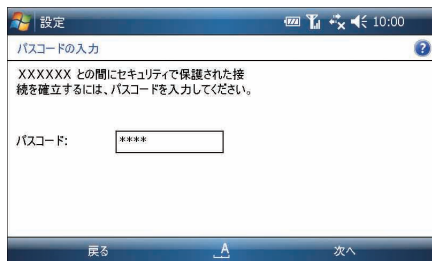 設定 10:00
パスコードの入力
XXXXXX との間にセキュリティで保護された接
続を確立するには、パスコードを入力してください。
パスコード: ****
戻る A 次へ